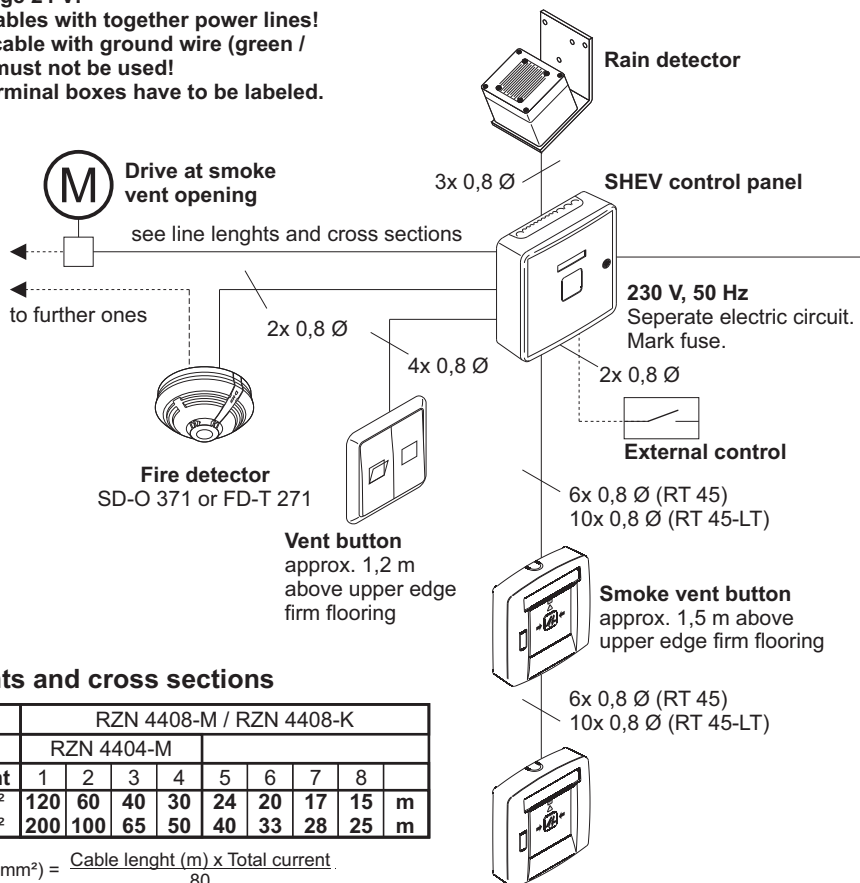 ables with together power lines!
cable with ground wire (green /
must not be used!
rminal boxes have to be labeled.
Rain detector
Drive at smoke
vent opening
M
3x 0,8 Ø
SHEV control panel
see line lenghts and cross sections
to further ones
2x 0,8 Ø
4x 0,8 Ø
230 V, 50 Hz
Seperate electric circuit.
Mark fuse.
2x 0,8 Ø
External control
Fire detector
SD-O 371 or FD-T 271
Vent button
approx. 1,2 m
above upper edge
firm flooring
6x 0,8 Ø (RT 45)
10x 0,8 Ø (RT 45-LT)
Smoke vent button
approx. 1,5 m above
upper edge firm flooring
6x 0,8 Ø (RT 45)
10x 0,8 Ø (RT 45-LT)
nts and cross sections
RZN 4408-M / RZN 4408-K
RZN 4404-M
nt 1 2 3 4 5 6 7 8
² 120 60 40 30 24 20 17 15 m
² 200 100 65 50 40 33 28 25 m
mm²) = Cable lenght (m) x Total current
80